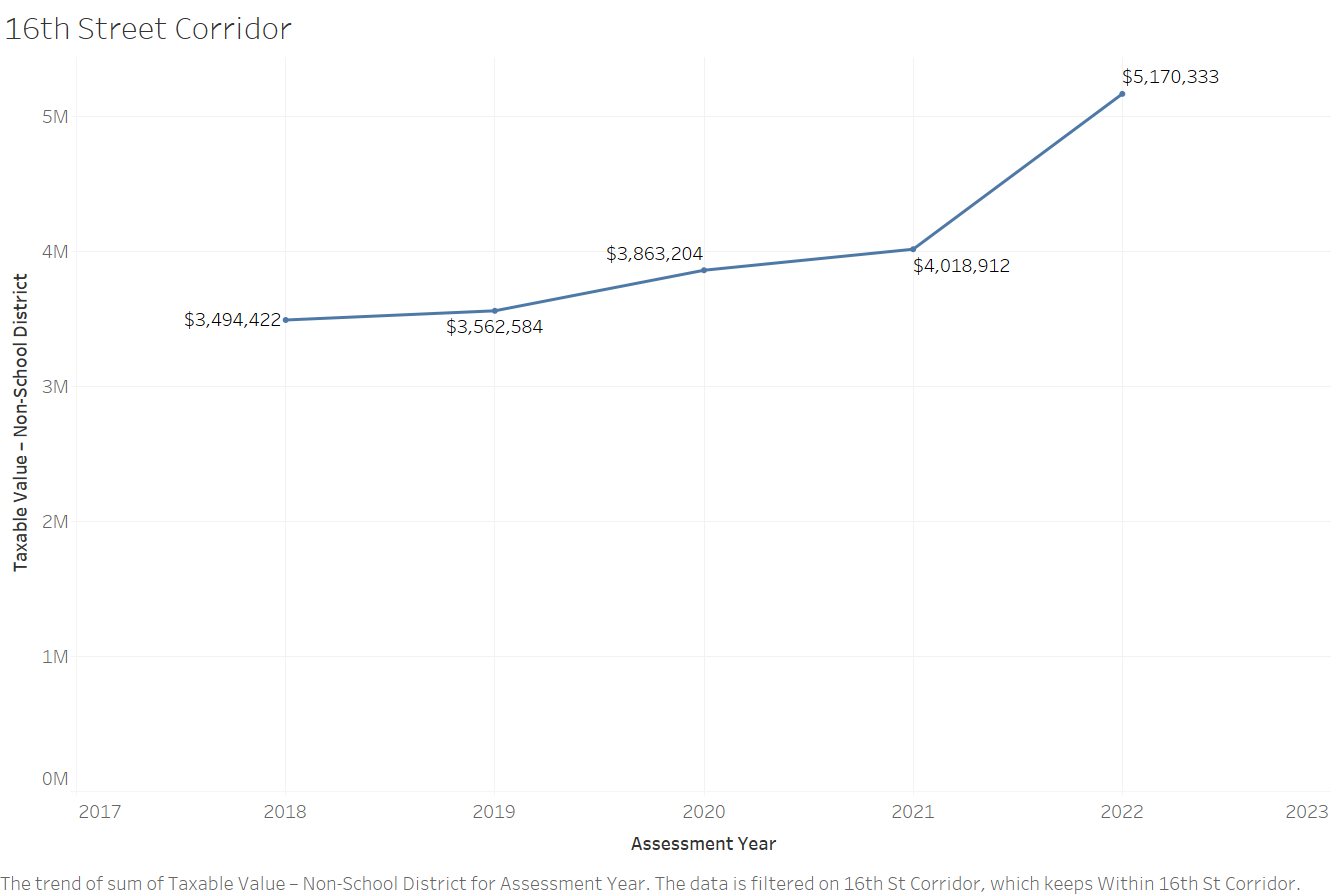 16th Street Corridor
$5,170,333
5M
4M
$3,863,204
$4,018,912
$3,494,422
$3,562,584
3M
Taxable Value – Non-School District
2M
1M
0M
2017 2018 2019 2020 2021 2022 2023
Assessment Year
The trend of sum of Taxable Value – Non-School District for Assessment Year. The data is filtered on 16th St Corridor, which keeps Within 16th St Corridor.